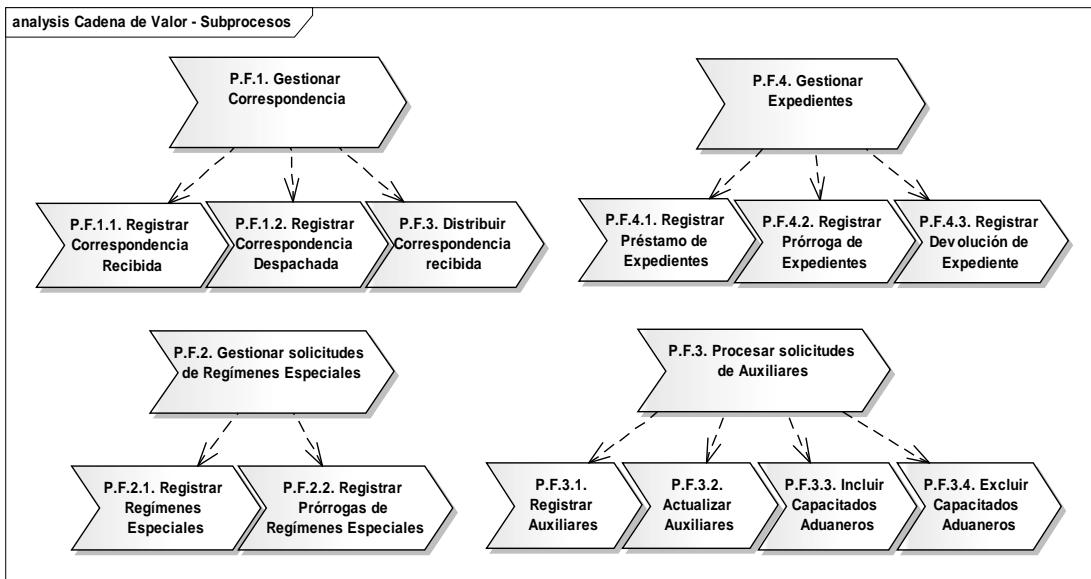 analysis Cadena de Valor - Subprocesos
P.F.1. Gestionar
Correspondencia
P.F.4. Gestionar
Expedientes
P.F.1.1. Registrar
Correspondencia
Recibida
P.F.1.2. Registrar
Correspondencia
Despachada
P.F.3. Distribuir
Correspondencia
recibida
P.F.4.1. Registrar
Préstamo de
Expedientes
P.F.4.2. Registrar
Prórroga de
Expedientes
P.F.4.3. Registrar
Devolución de
Expediente
P.F.2. Gestionar solicitudes
de Regímenes Especiales
P.F.3. Procesar solicitudes
de Auxiliares
P.F.2.1. Registrar
Regímenes
Especiales
P.F.2.2. Registrar
Prórrogas de
Regímenes Especiales
P.F.3.1.
Registrar
Auxiliares
P.F.3.2.
Actualizar
Auxiliares
P.F.3.3. Incluir
Capacitados
Aduaneros
P.F.3.4. Excluir
Capacitados
Aduaneros